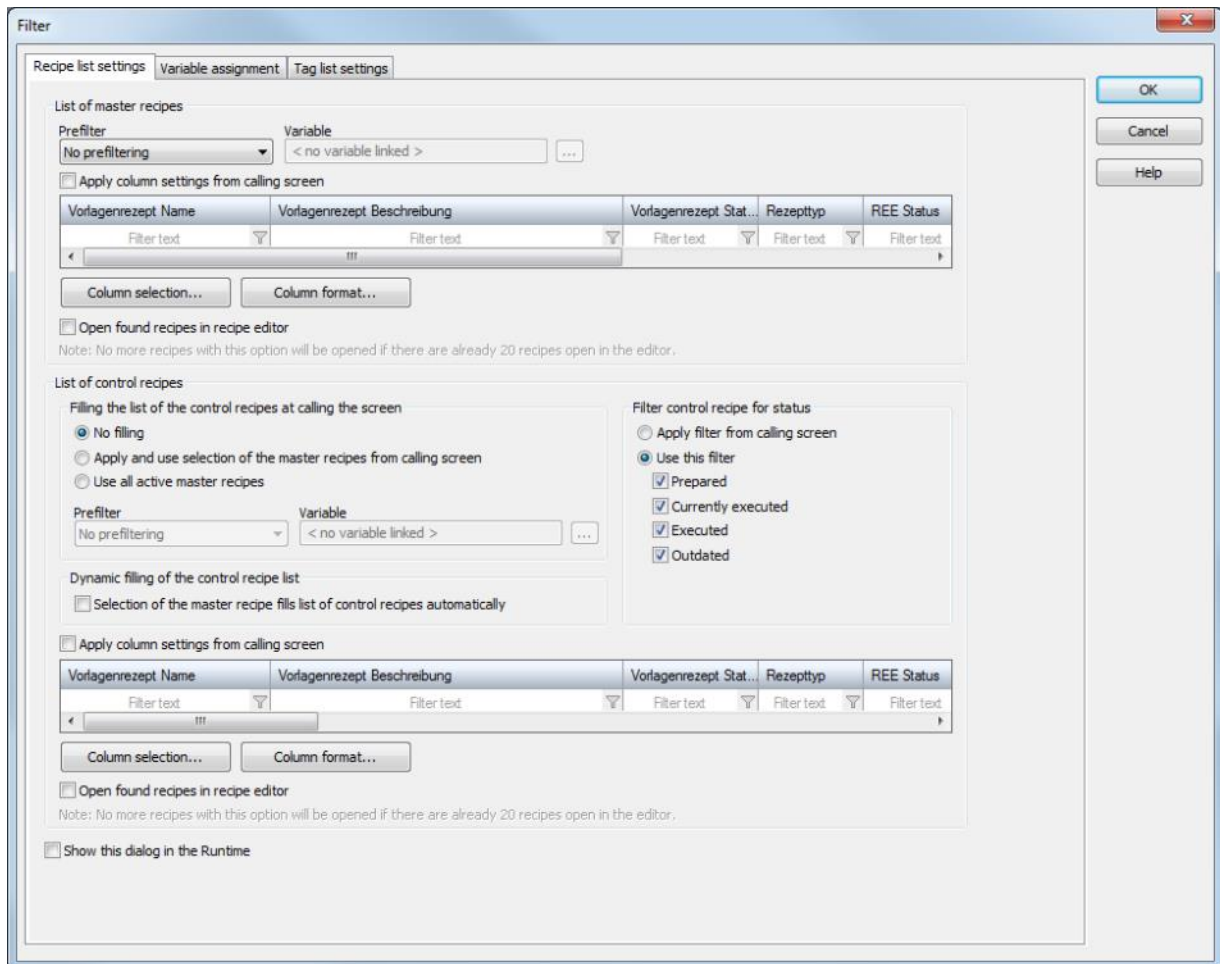 Filter
Recipe list settings Variable assignment Tag list settings
OK
Cancel
Help
List of master recipes
Prefilter Variable
No prefiltering < no variable linked > ...
Apply column settings from calling screen
Vorlagenrezept Name Vorlagenrezept Beschreibung Vorlagenrezept Stat... Rezepttyp REE Status
Filter text Filter text Filter text Filter text Filter text
Column selection... Column format...
Open found recipes in recipe editor
Note: No more recipes with this option will be opened if there are already 20 recipes open in the editor.
List of control recipes
Filling the list of the control recipes at calling the screen
No filling
Apply and use selection of the master recipes from calling screen
Use all active master recipes
Prefilter Variable
No prefiltering < no variable linked > ...
Filter control recipe for status
Apply filter from calling screen
Use this filter
Prepared
Currently executed
Executed
Outdated
Dynamic filling of the control recipe list
Selection of the master recipe fills list of control recipes automatically
Apply column settings from calling screen
Vorlagenrezept Name Vorlagenrezept Beschreibung Vorlagenrezept Stat... Rezepttyp REE Status
Filter text Filter text Filter text Filter text Filter text
Column selection... Column format...
Open found recipes in recipe editor
Note: No more recipes with this option will be opened if there are already 20 recipes open in the editor.
Show this dialog in the Runtime